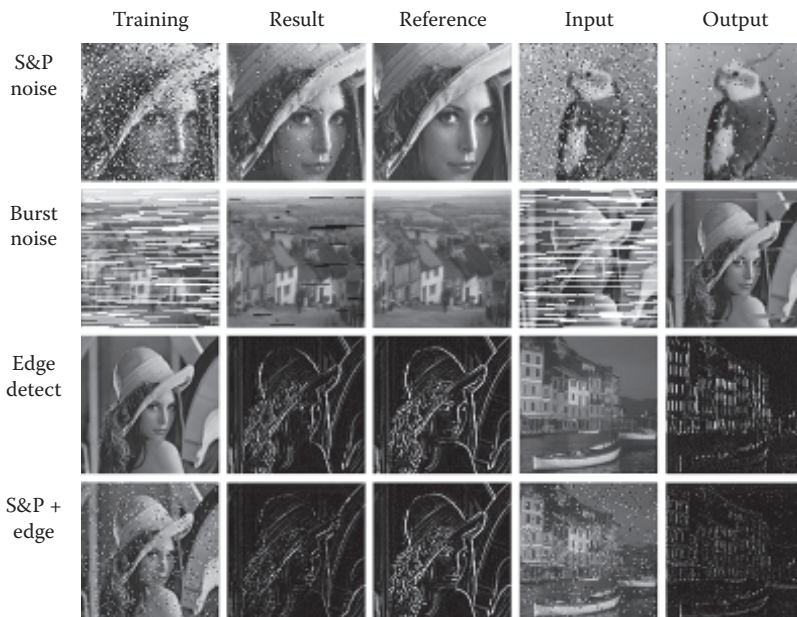 Training Result Reference Input Output
S&P
noise
Burst
noise
Edge
detect
S&P +
edge